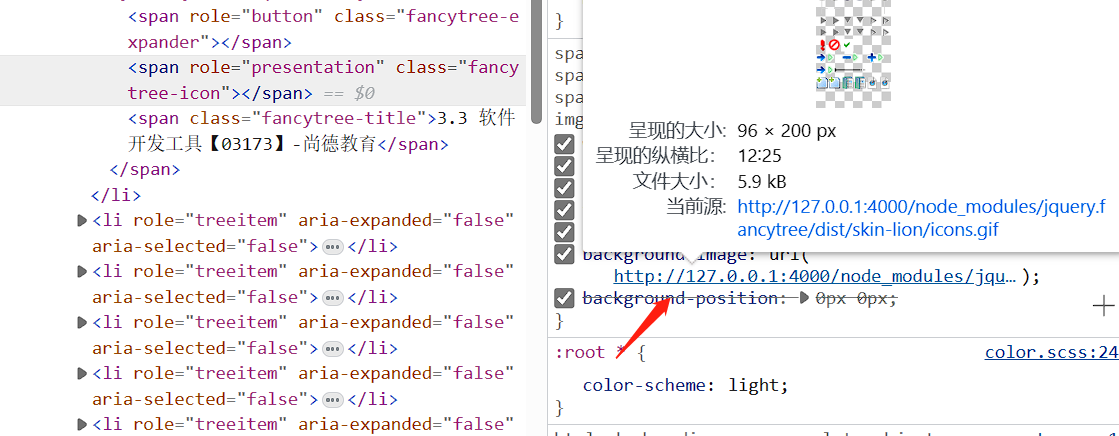 <span role="button" class="fancytree-e
xpander"></span>
<span role="presentation" class="fancy
tree-icon"></span> == $0
<span class="fancytree-title">3.3 软件
开发工具【03173】-尚德教育</span>
</span>
</li>
<li role="treeitem" aria-expanded="false"
aria-selected="false">…</li>
<li role="treeitem" aria-expanded="false"
aria-selected="false">…</li>
<li role="treeitem" aria-expanded="false"
aria-selected="false">…</li>
<li role="treeitem" aria-expanded="false"
aria-selected="false">…</li>
<li role="treeitem" aria-expanded="false"
}
spa
spa
spa
img
呈现的大小: 96 × 200 px
呈现的纵横比: 12:25
文件大小: 5.9 kB
当前源: http://127.0.0.1:4000/node_modules/jquery.f
ancytree/dist/skin-lion/icons.gif
background-image: url(
http://127.0.0.1:4000/node_modules/jqu…);
background-position: 0px 0px;
}
:root * {
color.scss:24
color-scheme: light;
}